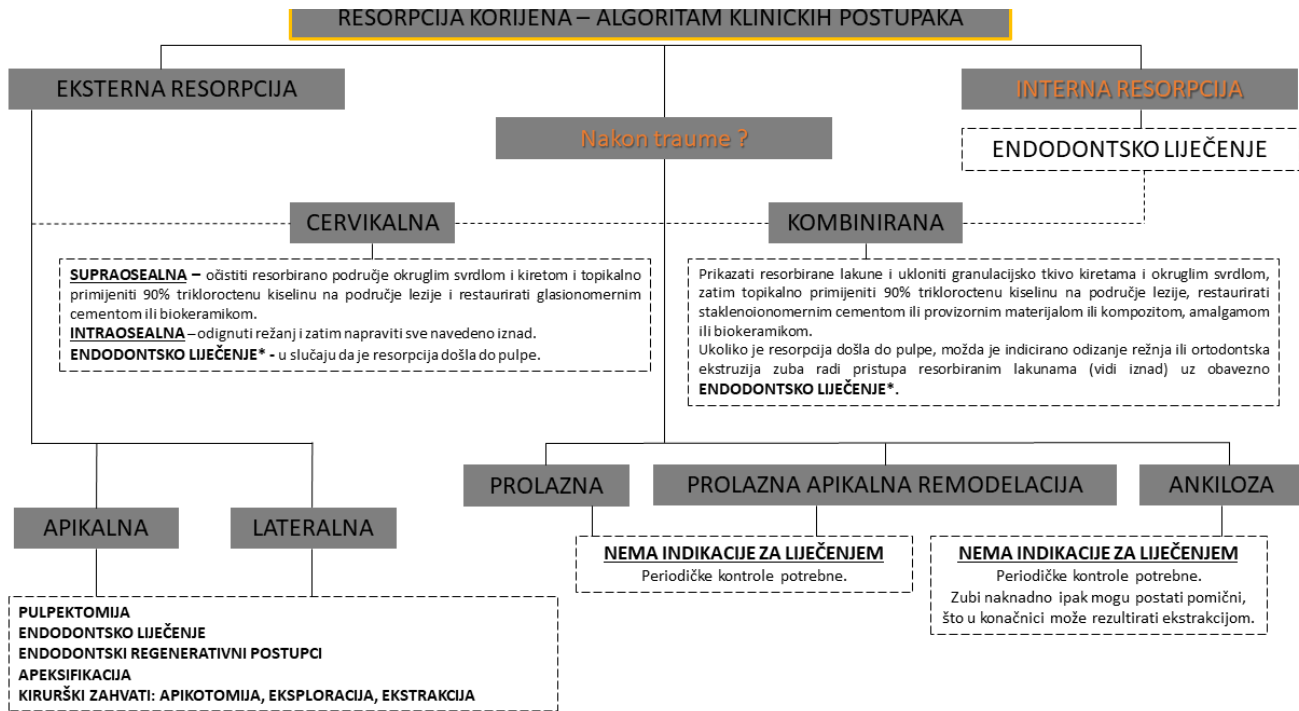 RESORPCIJA KORIJENA – ALGORITAM KLINICKIH POSTUPAKA
EKSTERNA RESORPCIJA
INTERNA RESORPCIJA
Nakon traume ?
ENDODONTSKO LIJEČENJE
CERVIKALNA
KOMBINIRANA
SUPRAOSEALNA – očistiti resorbirano područje okruglim svrdlom i kiretom i topikalno
primijeniti 90% trikloroctenu kiselinu na područje lezije i restaurirati glasionomernim
cementom ili biokeramikom.
INTRAOSEALNA – odignuti režanj i zatim napraviti sve navedeno iznad.
ENDODONTSKO LIJEČENJE* - u slučaju da je resorpcija došla do pulpe.
Prikazati resorbirane lakune i ukloniti granulacijsko tkivo kiretama i okruglim svrdlom,
zatim topikalno primijeniti 90% trikloroctenu kiselinu na područje lezije, restaurirati
staklenoionomernim cementom ili provizornim materijalom ili kompozitom, amalgamom
ili biokeramikom.
Ukoliko je resorpcija došla do pulpe, možda je indicirano odizanje režnja ili ortodontska
ekstruzija zuba radi pristupa resorbiranim lakunama (vidi iznad) uz obavezno
ENDODONTSKO LIJEČENJE*.
PROLAZNA
PROLAZNA APIKALNA REMODELACIJA
ANKILOZA
APIKALNA
LATERALNA
NEMA INDIKACIJE ZA LIJEČENJEM
Periodičke kontrole potrebne.
NEMA INDIKACIJE ZA LIJEČENJEM
Periodičke kontrole potrebne.
Zubi naknadno ipak mogu postati pomični,
što u konačnici može rezultirati ekstrakcijom.
PULPEKTOMIJA
ENDODONTSKO LIJEČENJE
ENDODONTSKI REGENERATIVNI POSTUPCI
APEKSIFIKACIJA
KIRURŠKI ZAHVATI: APIKOTOMIJA, EKSPLORACIJA, EKSTRAKCIJA